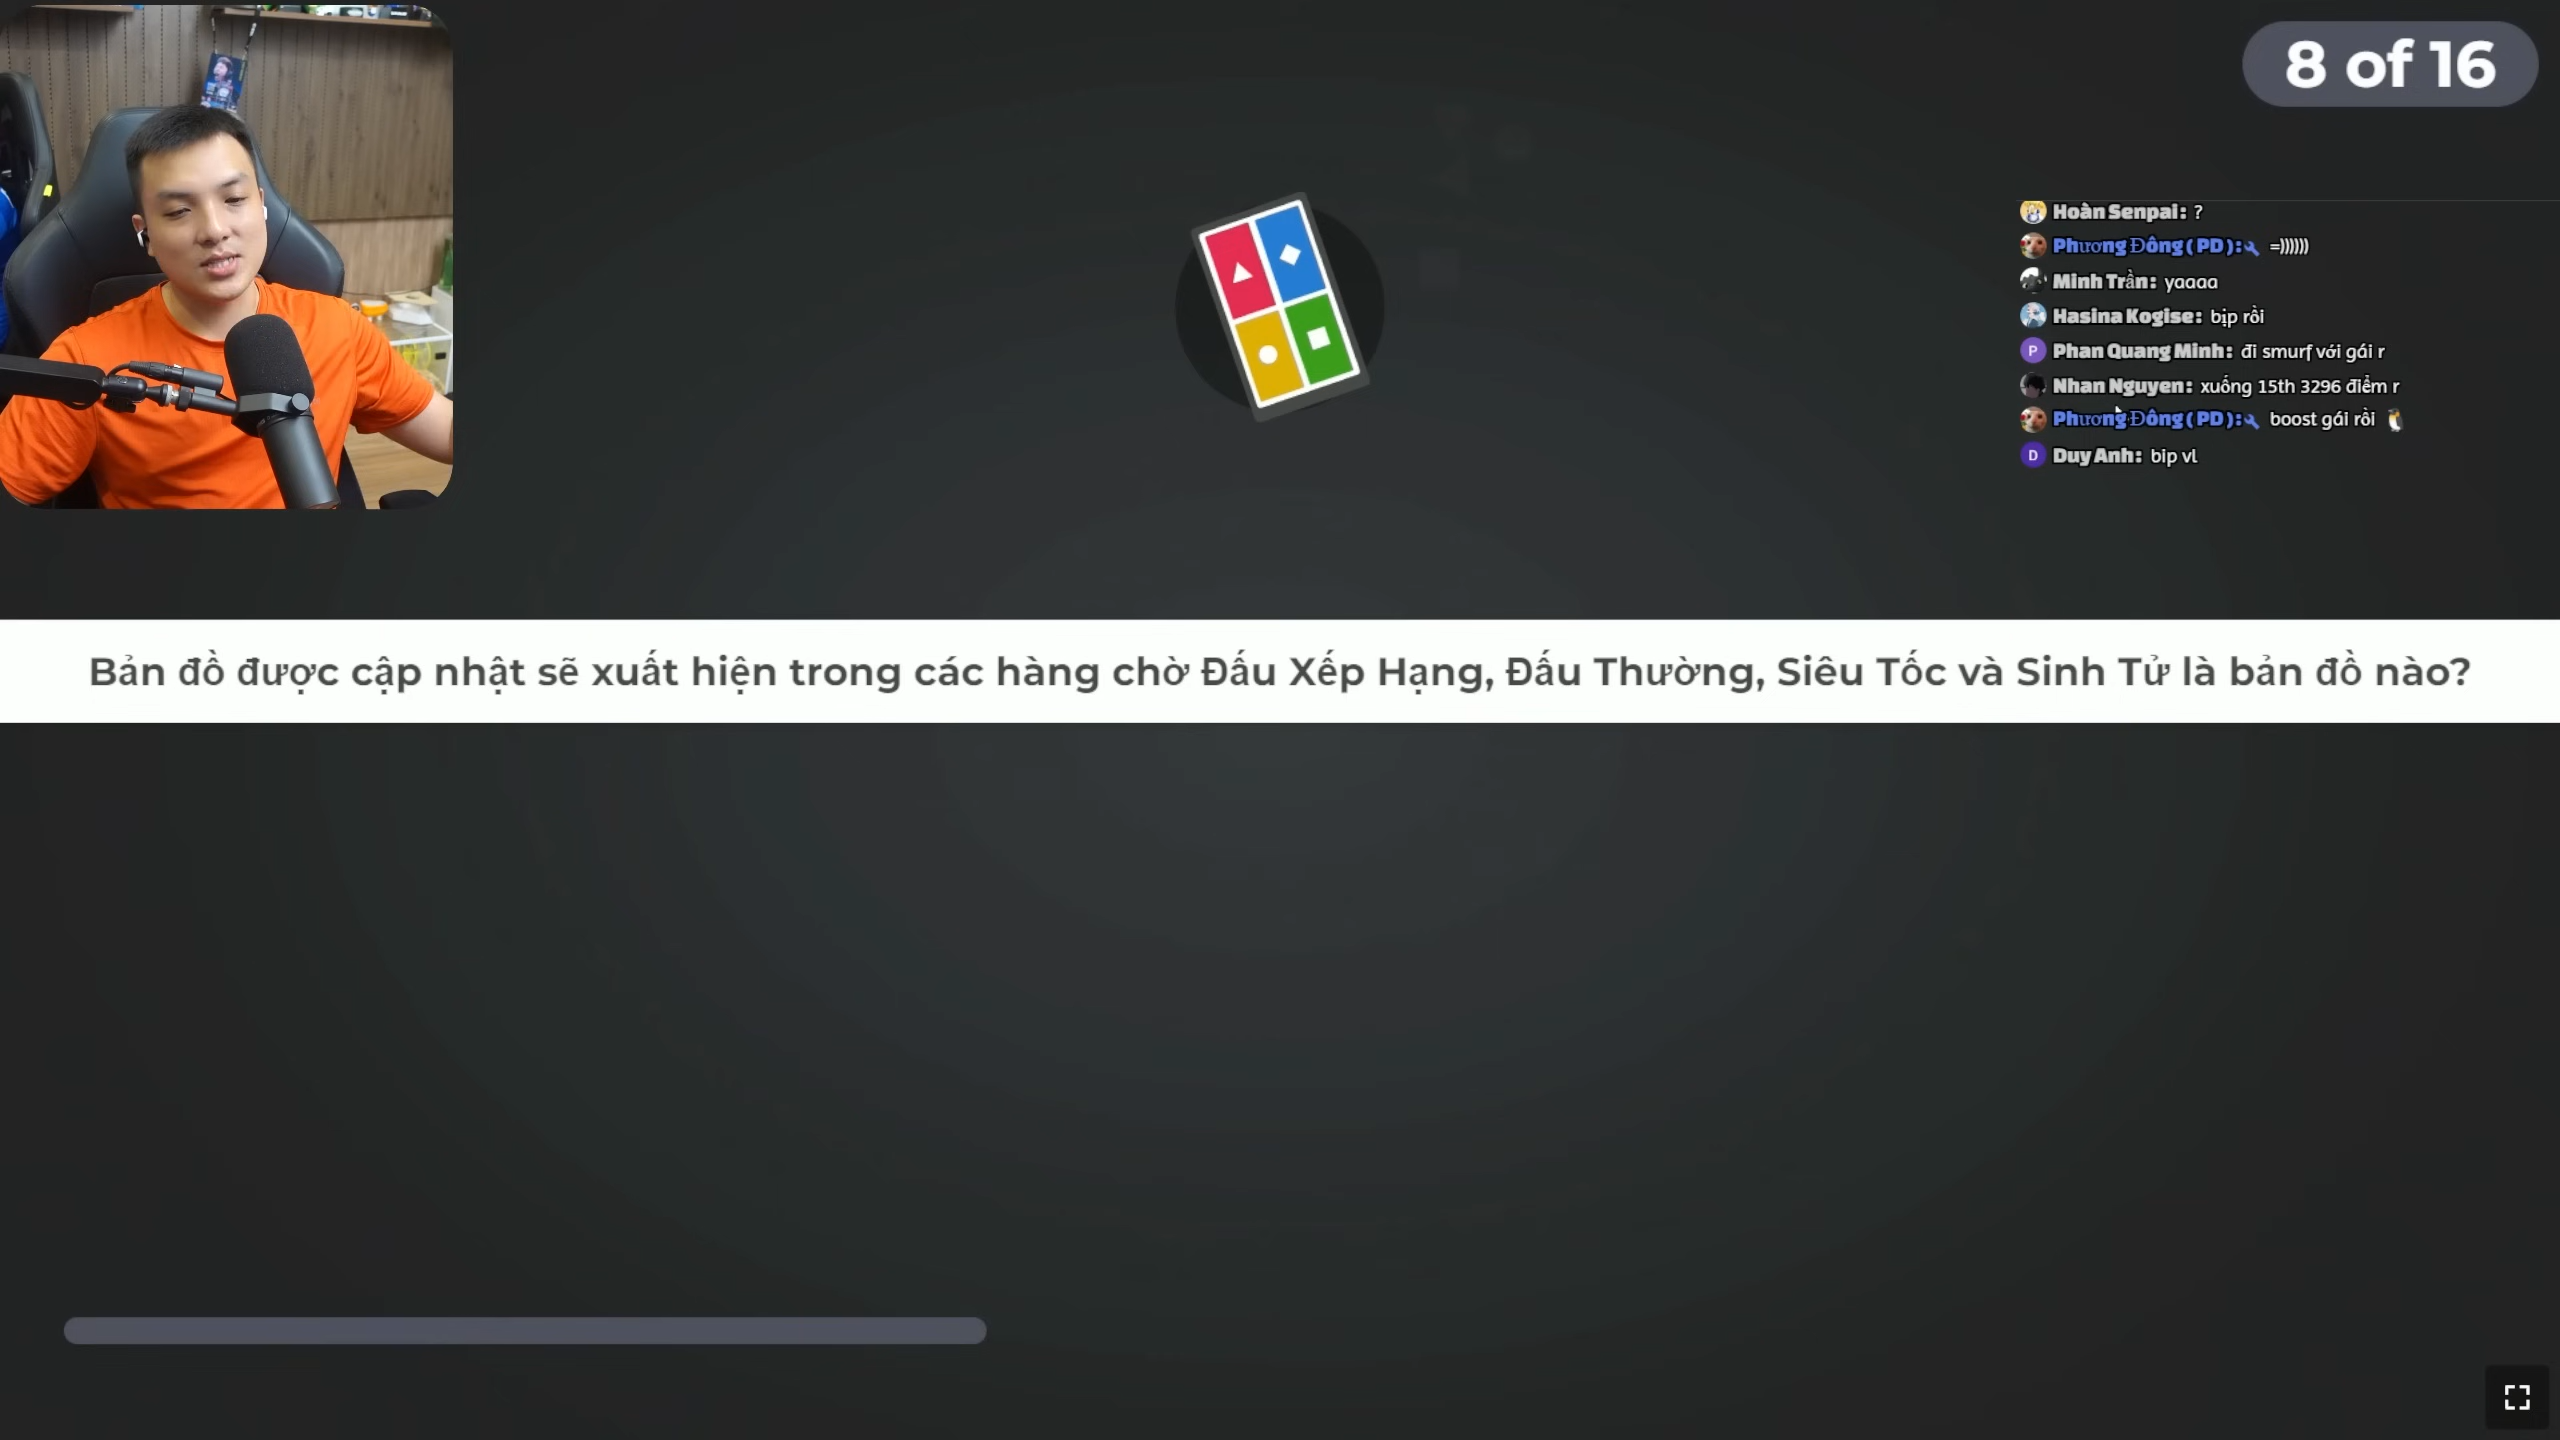 8 of 16
Hoàn Senpai: ?
Phương Đông ( PD ): =))))))
Minh Trần: yaaaa
Hasina Kogise: bịp rồi
P Phan Quang Minh: đi smurf với gái r
Nhan Nguyen: xuống 15th 3296 điểm r
Phương Đông ( PD ): boost gái rồi 🐧
D Duy Anh: bip vl
Bản đồ được cập nhật sẽ xuất hiện trong các hàng chờ Đấu Xếp Hạng, Đấu Thường, Siêu Tốc và Sinh Tử là bản đồ nào?